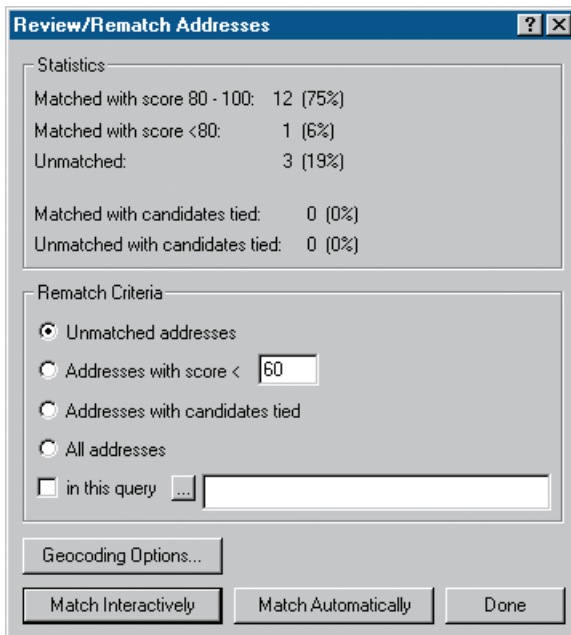 Review/Rematch Addresses
Statistics
Matched with score 80 - 100: 12 (75%)
Matched with score <80: 1 (6%)
Unmatched: 3 (19%)
Matched with candidates tied: 0 (0%)
Unmatched with candidates tied: 0 (0%)
Rematch Criteria
Unmatched addresses
Addresses with score < 60
Addresses with candidates tied
All addresses
in this query ...
Geocoding Options...
Match Interactively Match Automatically Done